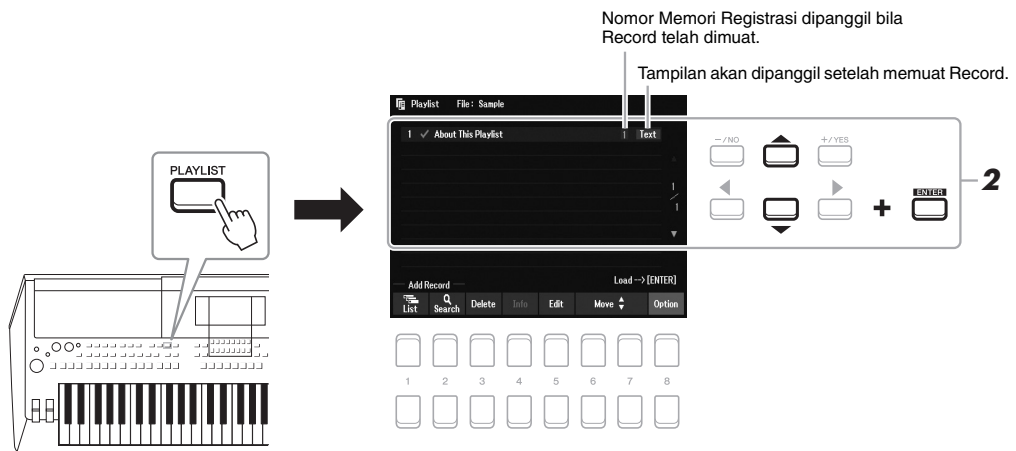 Nomor Memori Registrasi dipanggil bila
Record telah dimuat.
Tampilan akan dipanggil setelah memuat Record.
PLAYLIST
Playlist File: Sample
1 ✓ About This Playlist 1 Text
1
/
1
▼
Add Record
Load --> [ENTER]
List Search Delete Info Edit Move Option
1 2 3 4 5 6 7 8
-/NO +/YES
+ ENTER
2